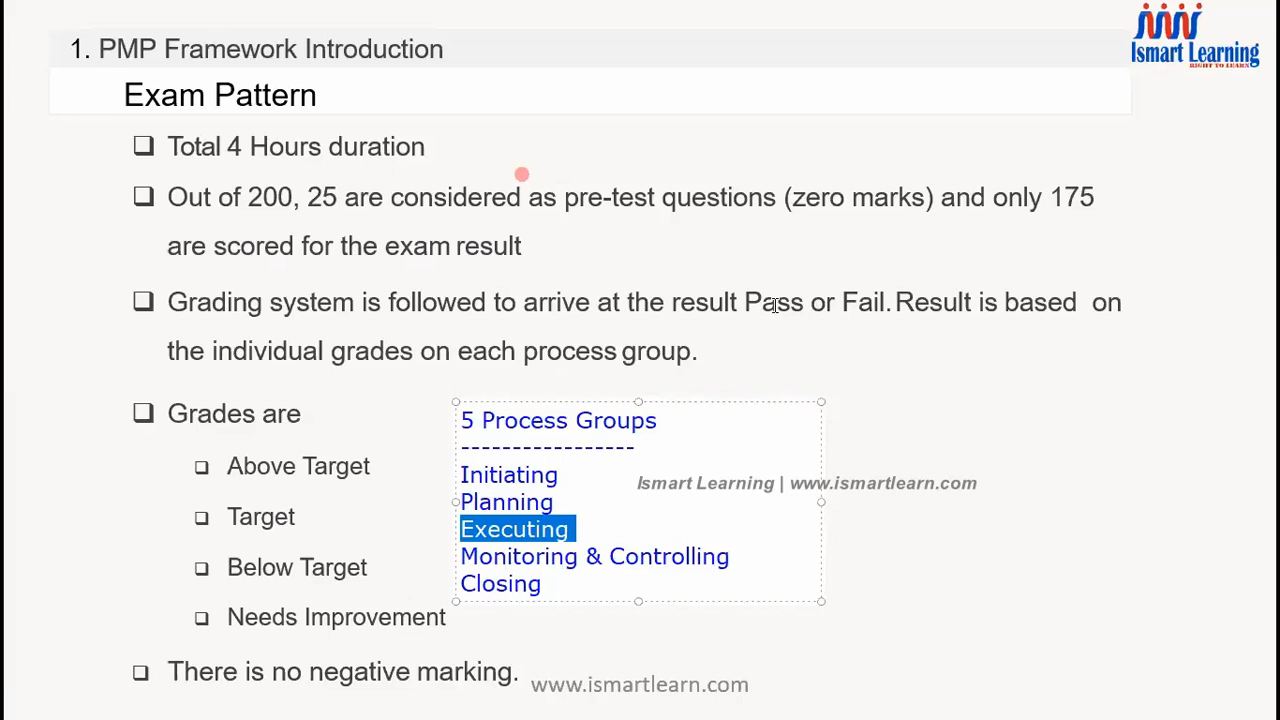 1. PMP Framework Introduction
Ismart Learning
RIGHT TO LEARN
Exam Pattern
❑ Total 4 Hours duration
❑ Out of 200, 25 are considered as pre-test questions (zero marks) and only 175
are scored for the exam result
❑ Grading system is followed to arrive at the result Pass or Fail. Result is based on
the individual grades on each process group.
❑ Grades are
❑ Above Target
❑ Target
❑ Below Target
❑ Needs Improvement
5 Process Groups
-----------------
Initiating
Planning
Executing
Monitoring & Controlling
Closing
Ismart Learning | www.ismartlearn.com
❑ There is no negative marking.
www.ismartlearn.com